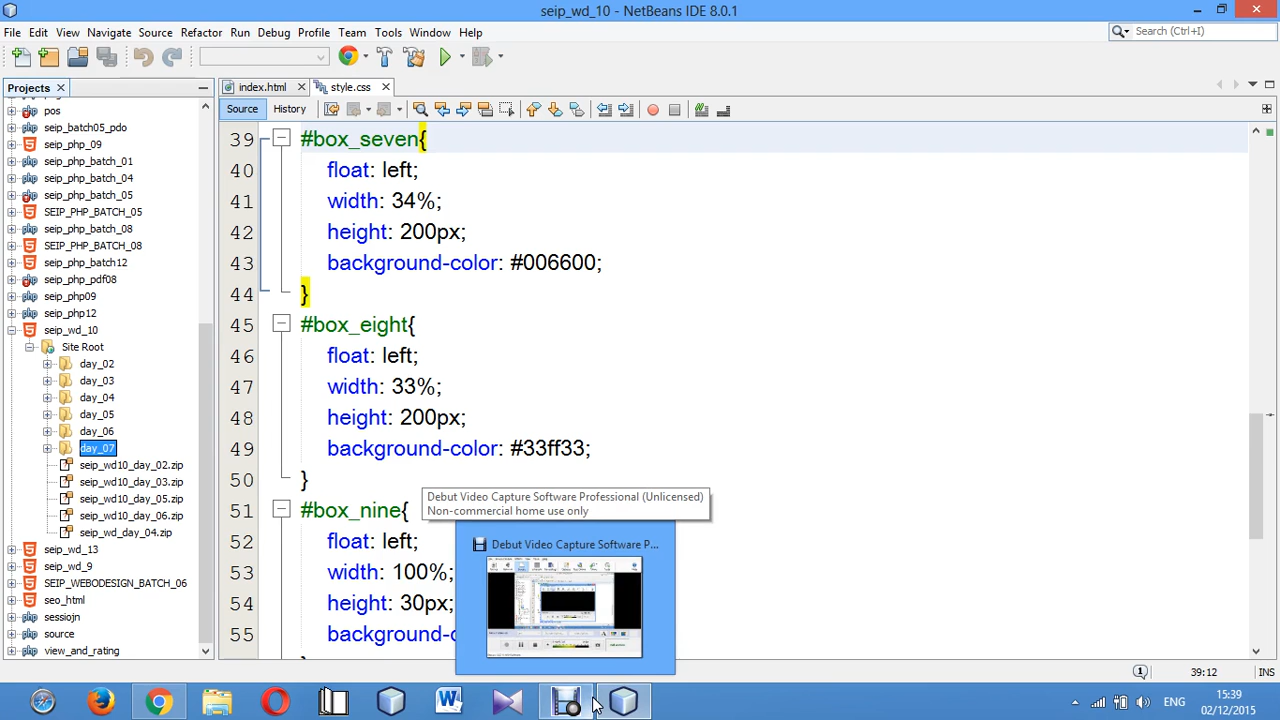 seip_wd_10 - NetBeans IDE 8.0.1
File Edit View Navigate Source Refactor Run Debug Profile Team Tools Window Help
Search (Ctrl+I)
Projects
index.html
style.css
Source
History
pos
seip_batch05_pdo
seip_php_09
seip_php_batch_01
seip_php_batch_04
seip_php_batch_05
SEIP_PHP_BATCH_05
seip_php_batch_08
SEIP_PHP_BATCH_08
seip_php_batch12
seip_php_pdf08
seip_php09
seip_php12
seip_wd_10
Site Root
day_02
day_03
day_04
day_05
day_06
day_07
seip_wd10_day_02.zip
seip_wd10_day_03.zip
seip_wd10_day_05.zip
seip_wd10_day_06.zip
seip_wd_day_04.zip
seip_wd_13
seip_wd_9
SEIP_WEBODESIGN_BATCH_06
seo_html
sessiojn
source
view_and_rating
39 #box_seven{
40 float: left;
41 width: 34%;
42 height: 200px;
43 background-color: #006600;
44 }
45 #box_eight{
46 float: left;
47 width: 33%;
48 height: 200px;
49 background-color: #33ff33;
50 }
51 #box_nine{
52 float: left;
53 width: 100%;
54 height: 30px;
55 background-c
Debut Video Capture Software Professional (Unlicensed)
Non-commercial home use only
Debut Video Capture Software P...
39:12
INS
ENG
15:39
02/12/2015